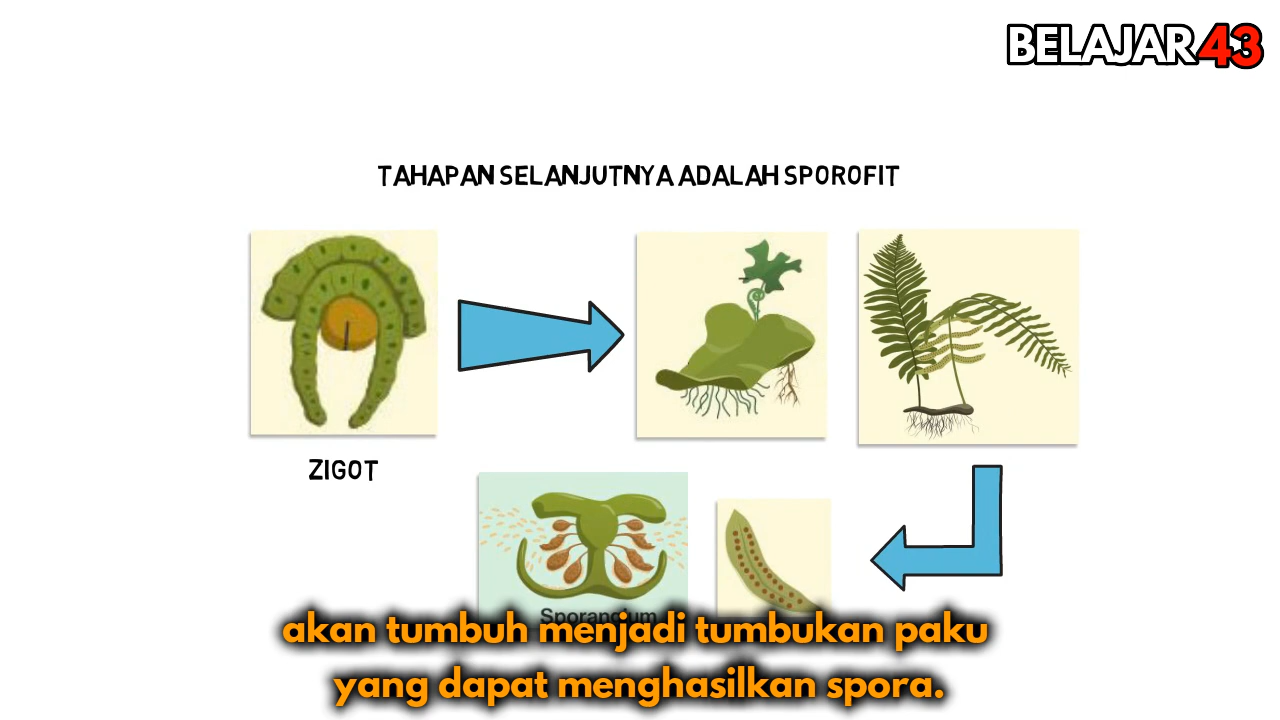 BELAJAR43
TAHAPAN SELANJUTNYA ADALAH SPOROFIT
ZIGOT
Sporangium
akan tumbuh menjadi tumbukan paku
yang dapat menghasilkan spora.